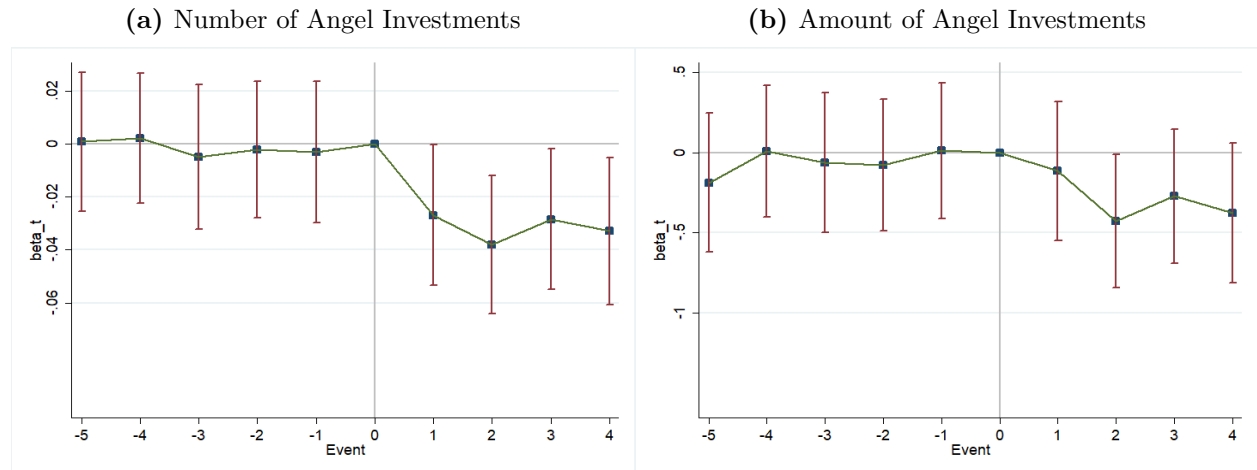 (a) Number of Angel Investments
(b) Amount of Angel Investments
beta_t
.02
0
-.02
-.04
-.06
-5 -4 -3 -2 -1 0 1 2 3 4
Event
beta_t
.5
0
-.5
-1
-5 -4 -3 -2 -1 0 1 2 3 4
Event